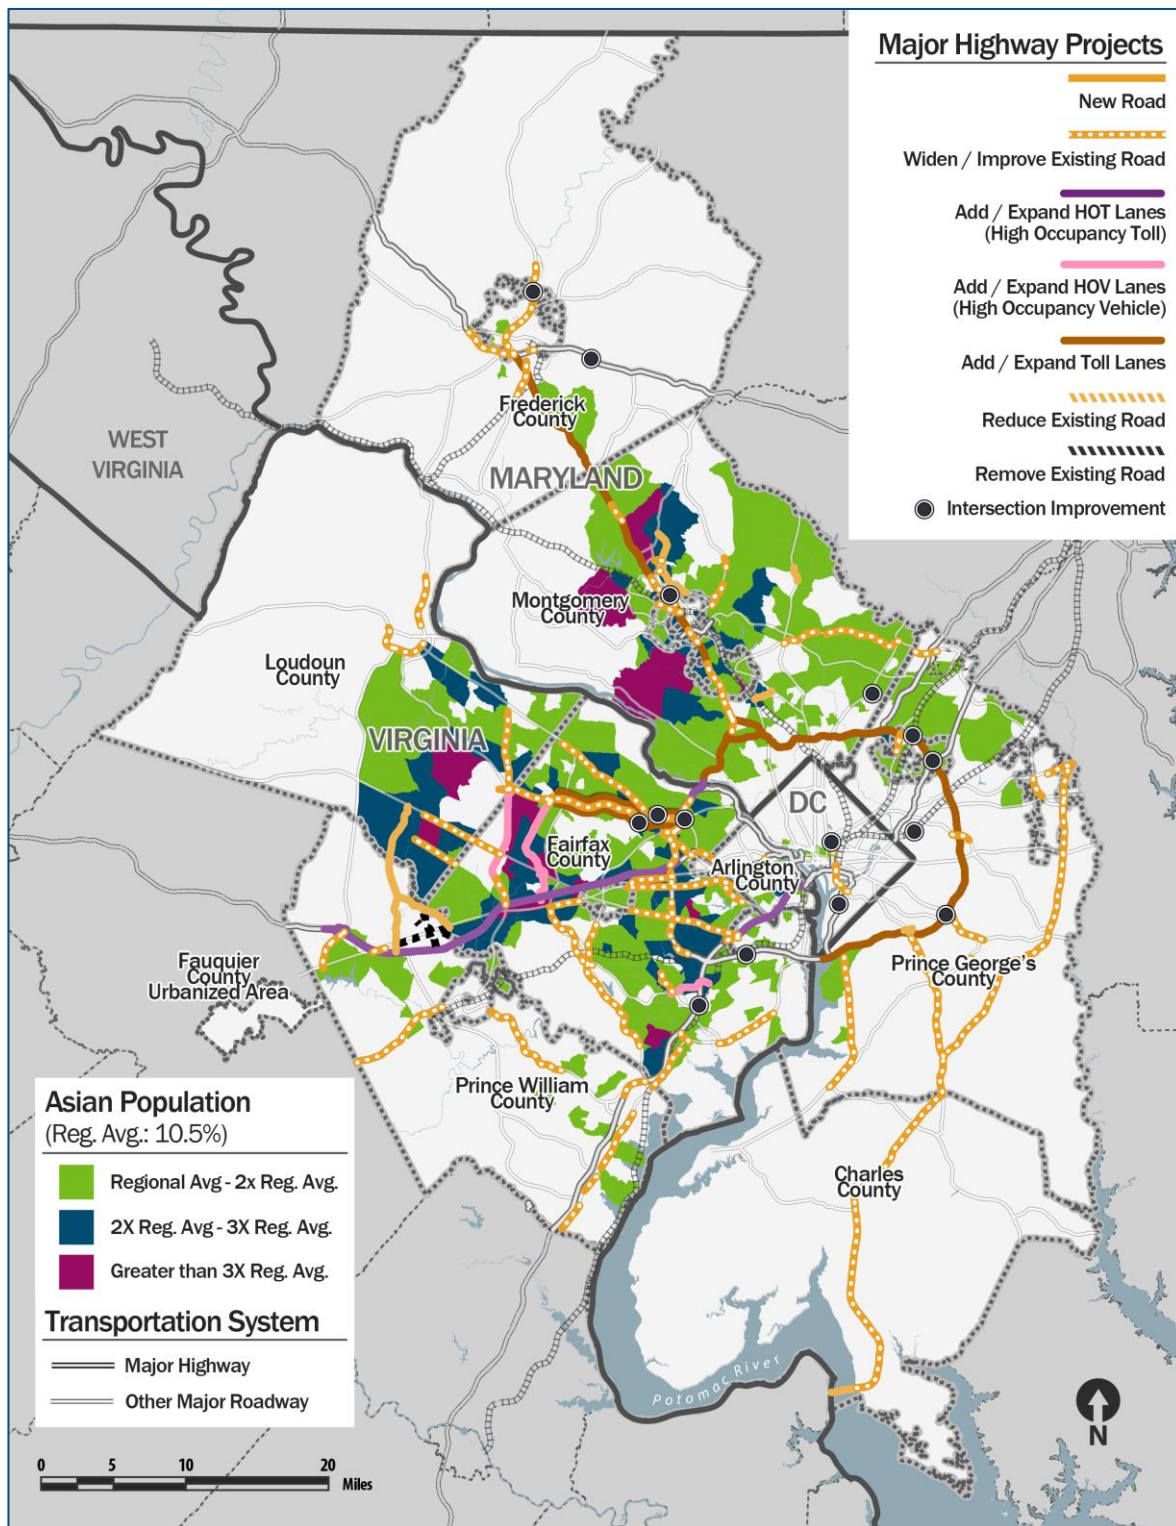 Major Highway Projects
New Road
Widen / Improve Existing Road
Add / Expand HOT Lanes
(High Occupancy Toll)
Add / Expand HOV Lanes
(High Occupancy Vehicle)
Add / Expand Toll Lanes
Reduce Existing Road
Remove Existing Road
Intersection Improvement
WEST
VIRGINIA
Frederick
County
MARYLAND
Montgomery
County
Loudoun
County
VIRGINIA
DC
Fairfax
County
Arlington
County
Fauquier
County
Urbanized Area
Prince George's
County
Prince William
County
Charles
County
Potomac River
Asian Population
(Reg. Avg.: 10.5%)
Regional Avg - 2x Reg. Avg.
2X Reg. Avg - 3X Reg. Avg.
Greater than 3X Reg. Avg.
Transportation System
Major Highway
Other Major Roadway
0 5 10 20
Miles
N